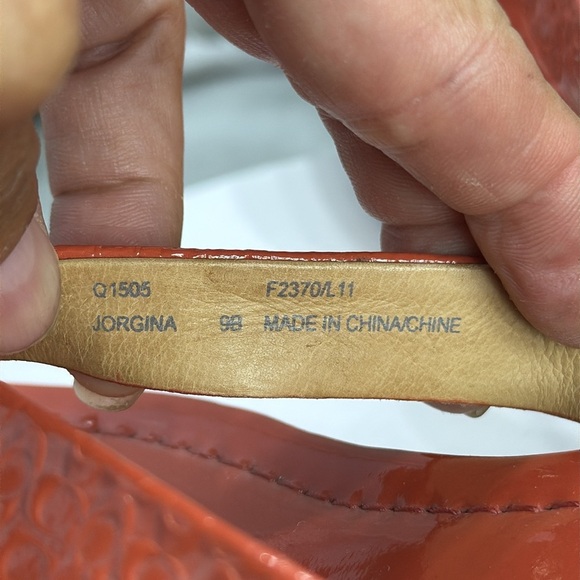 Q1505 F2370/L11
JORGINA 9B MADE IN CHINA/CHINE